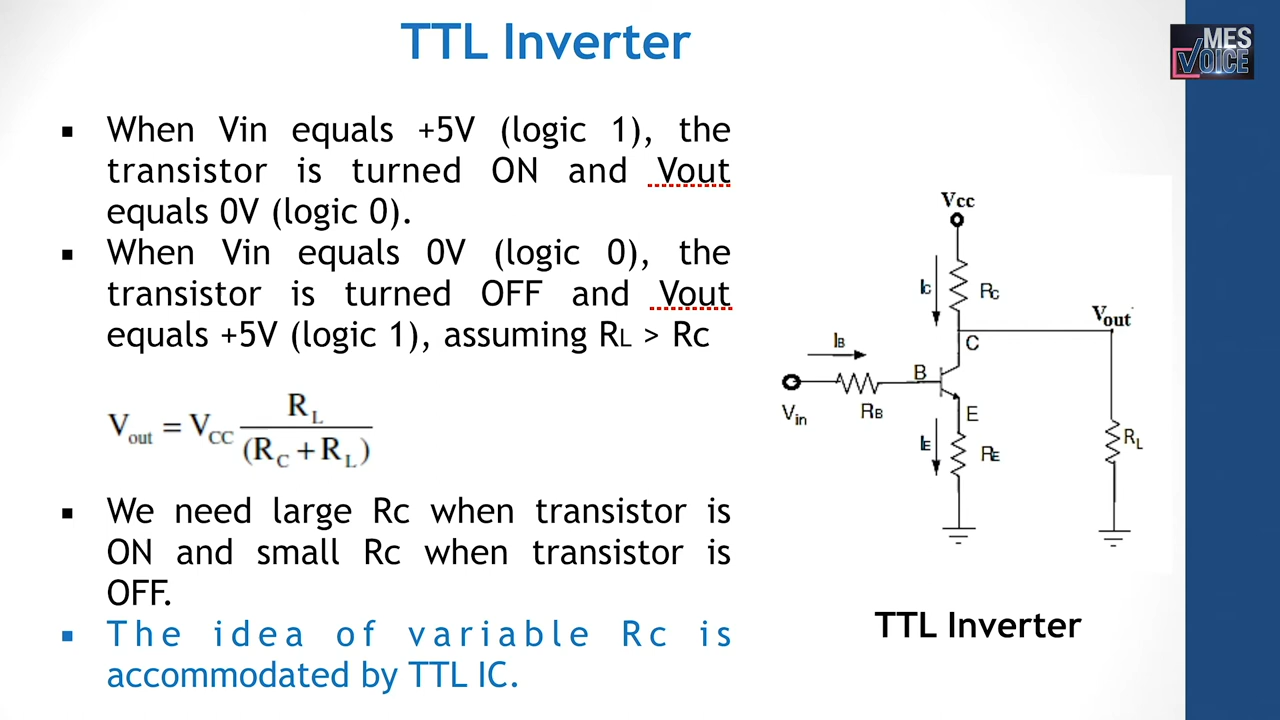 TTL Inverter
MES
VOICE
▪ When Vin equals +5V (logic 1), the
transistor is turned ON and Vout
equals 0V (logic 0).
▪ When Vin equals 0V (logic 0), the
transistor is turned OFF and Vout
equals +5V (logic 1), assuming RL > Rc
Vout = VCC RL / (RC + RL)
▪ We need large Rc when transistor is
ON and small Rc when transistor is
OFF.
▪ The idea of variable Rc is
accommodated by TTL IC.
Vcc
IC
RC
Vout
C
IB
B
Vin
RB
E
IE
RE
RL
TTL Inverter